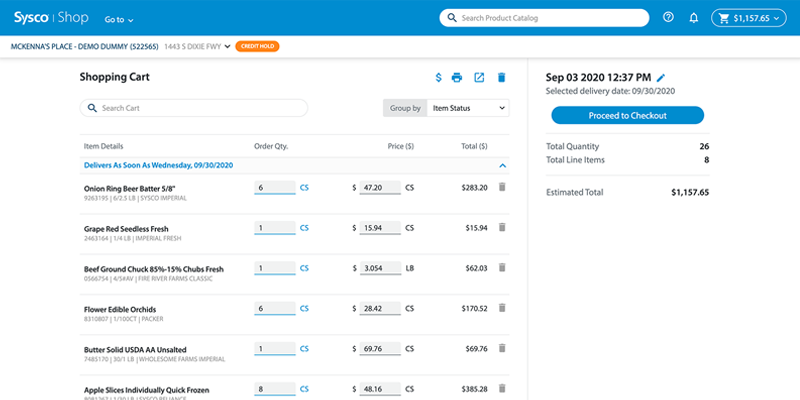 Sysco | Shop
Go to
Search Product Catalog
$1,157.65
MCKENNA'S PLACE - DEMO DUMMY (522565)
1443 S DIXIE FWY
CREDIT HOLD
Shopping Cart
$
Search Cart
Group by
Item Status
Item Details Order Qty. Price ($) Total ($)
Delivers As Soon As Wednesday, 09/30/2020
Onion Ring Beer Batter 5/8" 6 CS $ 47.20 CS $283.20
9263195 | 6/2.5 LB | SYSCO IMPERIAL
Grape Red Seedless Fresh 1 CS $ 15.94 CS $15.94
2463164 | 1/4 LB | IMPERIAL FRESH
Beef Ground Chuck 85%-15% Chubs Fresh 1 CS $ 3.054 LB $62.03
0566754 | 4/5#AV | FIRE RIVER FARMS CLASSIC
Flower Edible Orchids 6 CS $ 28.42 CS $170.52
8310807 | 1/100CT | PACKER
Butter Solid USDA AA Unsalted 1 CS $ 69.76 CS $69.76
7485170 | 30/1 LB | WHOLESOME FARMS IMPERIAL
Apple Slices Individually Quick Frozen 8 CS $ 48.16 CS $385.28
Sep 03 2020 12:37 PM
Selected delivery date: 09/30/2020
Proceed to Checkout
Total Quantity 26
Total Line Items 8
Estimated Total $1,157.65